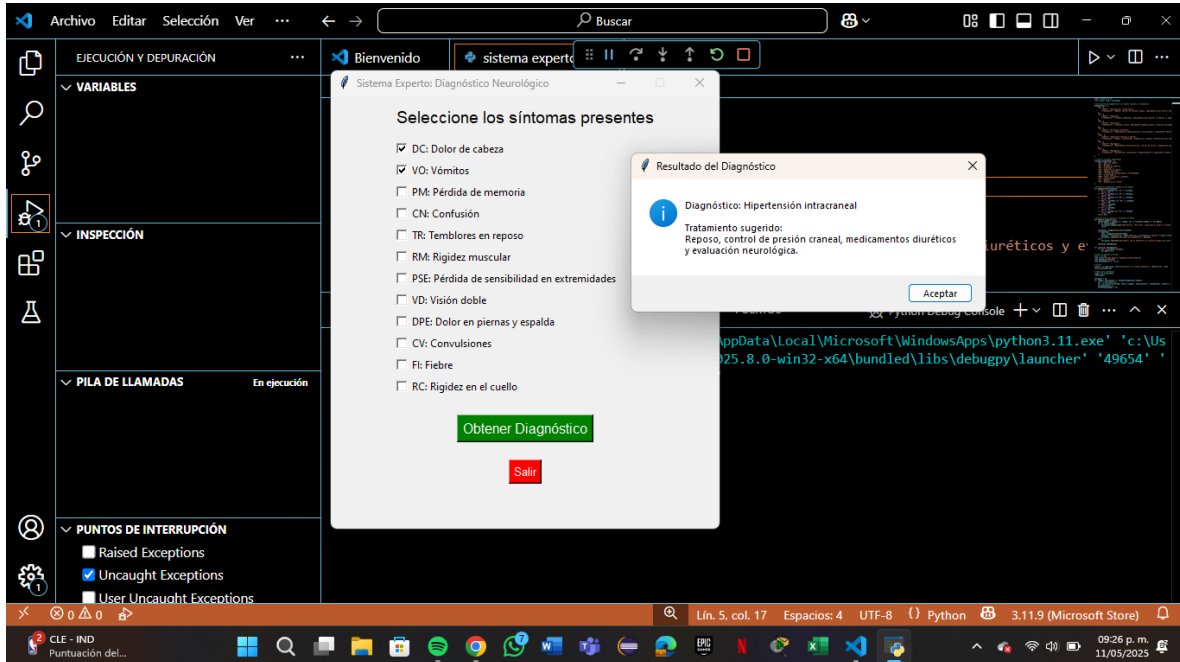 Archivo Editar Selección Ver ···
Buscar
EJECUCIÓN Y DEPURACIÓN ···
Bienvenido
sistema experto
VARIABLES
INSPECCIÓN
PILA DE LLAMADAS
En ejecución
PUNTOS DE INTERRUPCIÓN
Raised Exceptions
Uncaught Exceptions
User Uncaught Exceptions
Sistema Experto: Diagnóstico Neurológico
Seleccione los síntomas presentes
DC: Dolor de cabeza
VO: Vómitos
PM: Pérdida de memoria
CN: Confusión
TR: Temblores en reposo
RM: Rigidez muscular
PSE: Pérdida de sensibilidad en extremidades
VD: Visión doble
DPE: Dolor en piernas y espalda
CV: Convulsiones
FI: Fiebre
RC: Rigidez en el cuello
Obtener Diagnóstico
Salir
Resultado del Diagnóstico
Diagnóstico: Hipertensión intracraneal
Tratamiento sugerido:
Reposo, control de presión craneal, medicamentos diuréticos
y evaluación neurológica.
Aceptar
iuréticos y e
Python Debug Console
\AppData\Local\Microsoft\WindowsApps\python3.11.exe' 'c:\Us
025.8.0-win32-x64\bundled\libs\debugpy\launcher' '49654' '
0 0
Lín. 5, col. 17 Espacios: 4 UTF-8 {} Python 3.11.9 (Microsoft Store)
2
CLE - IND
Puntuación del...
09:26 p. m.
11/05/2025